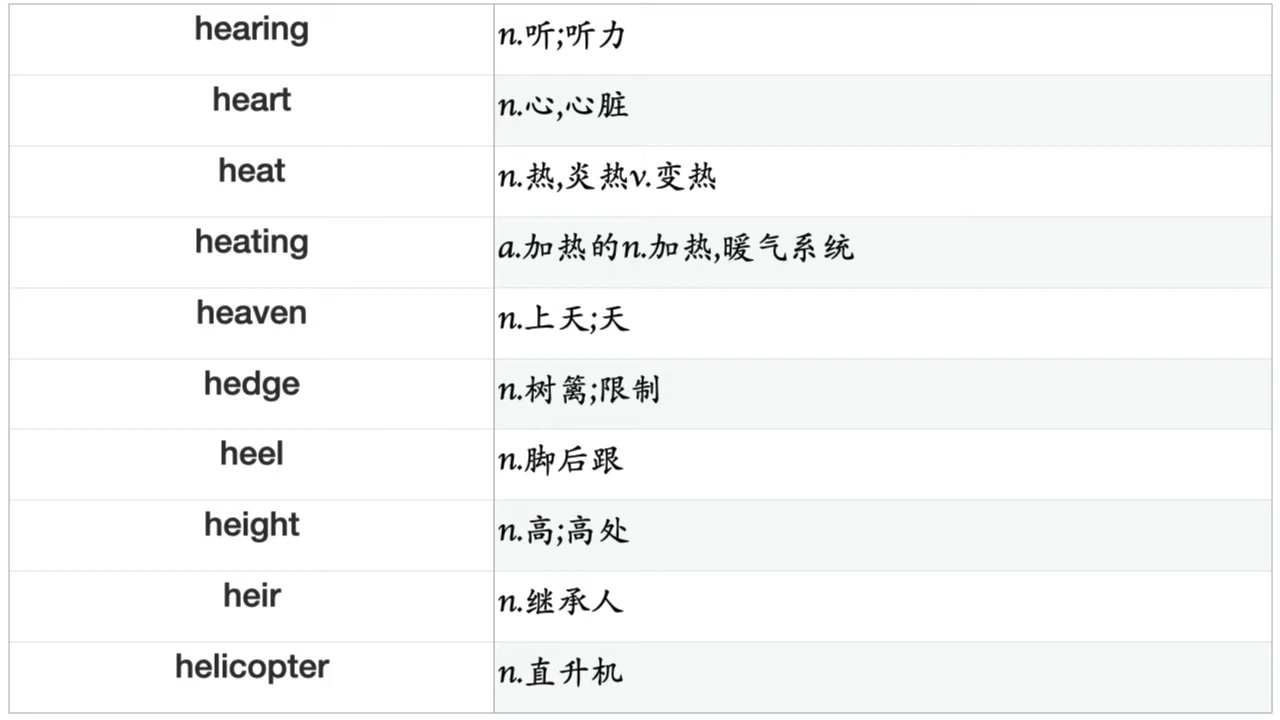 hearing n.听;听力
heart n.心,心脏
heat n.热,炎热v.变热
heating a.加热的n.加热,暖气系统
heaven n.上天;天
hedge n.树篱;限制
heel n.脚后跟
height n.高;高处
heir n.继承人
helicopter n.直升机